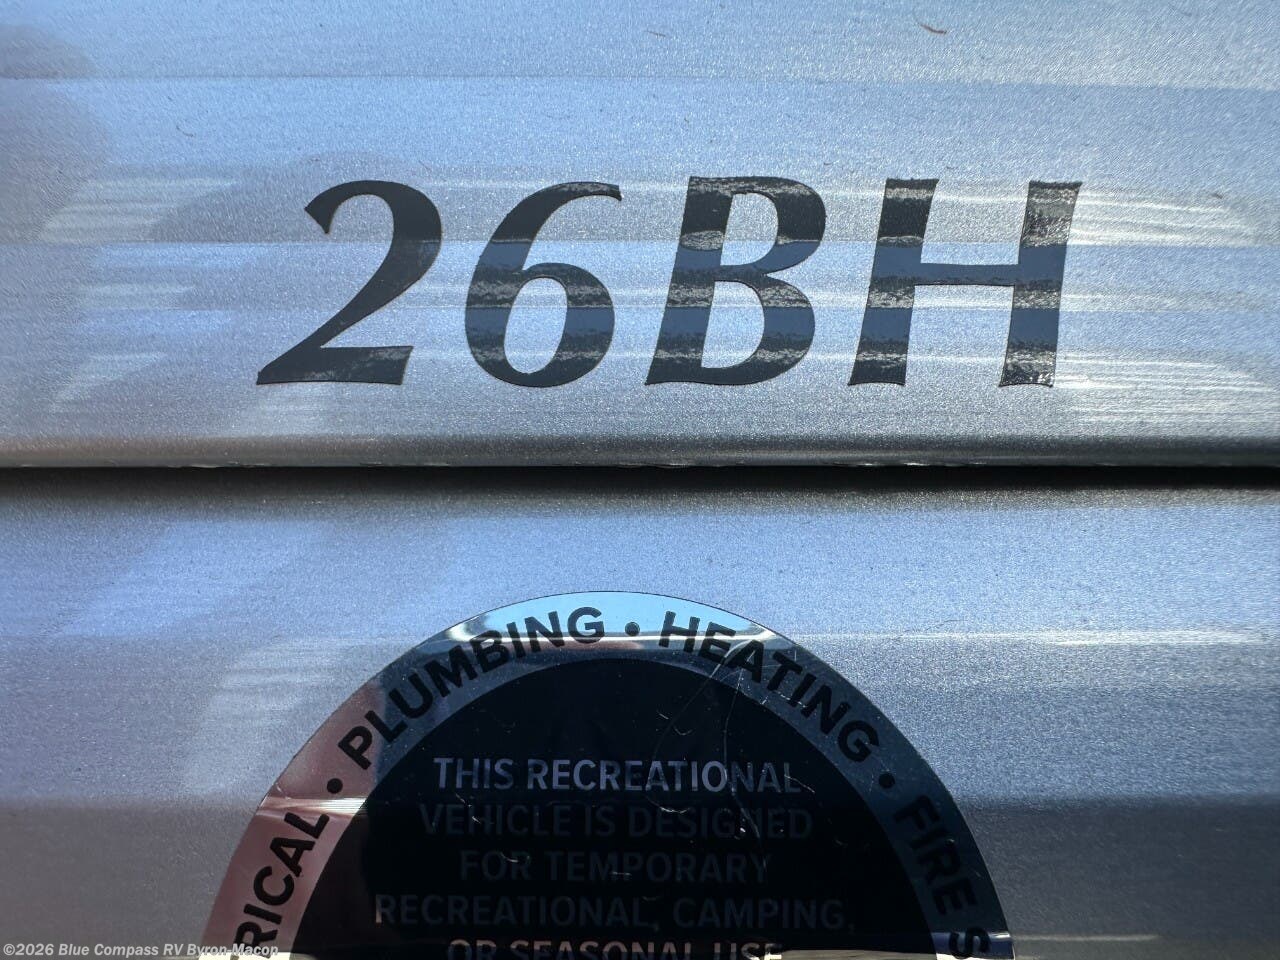 26BH
RICAL • PLUMBING • HEATING • FIRE S
THIS RECREATIONAL
VEHICLE IS DESIGNED
FOR TEMPORARY
RECREATIONAL, CAMPING,
OR SEASONAL USE
©2026 Blue Compass RV Byron-Macon